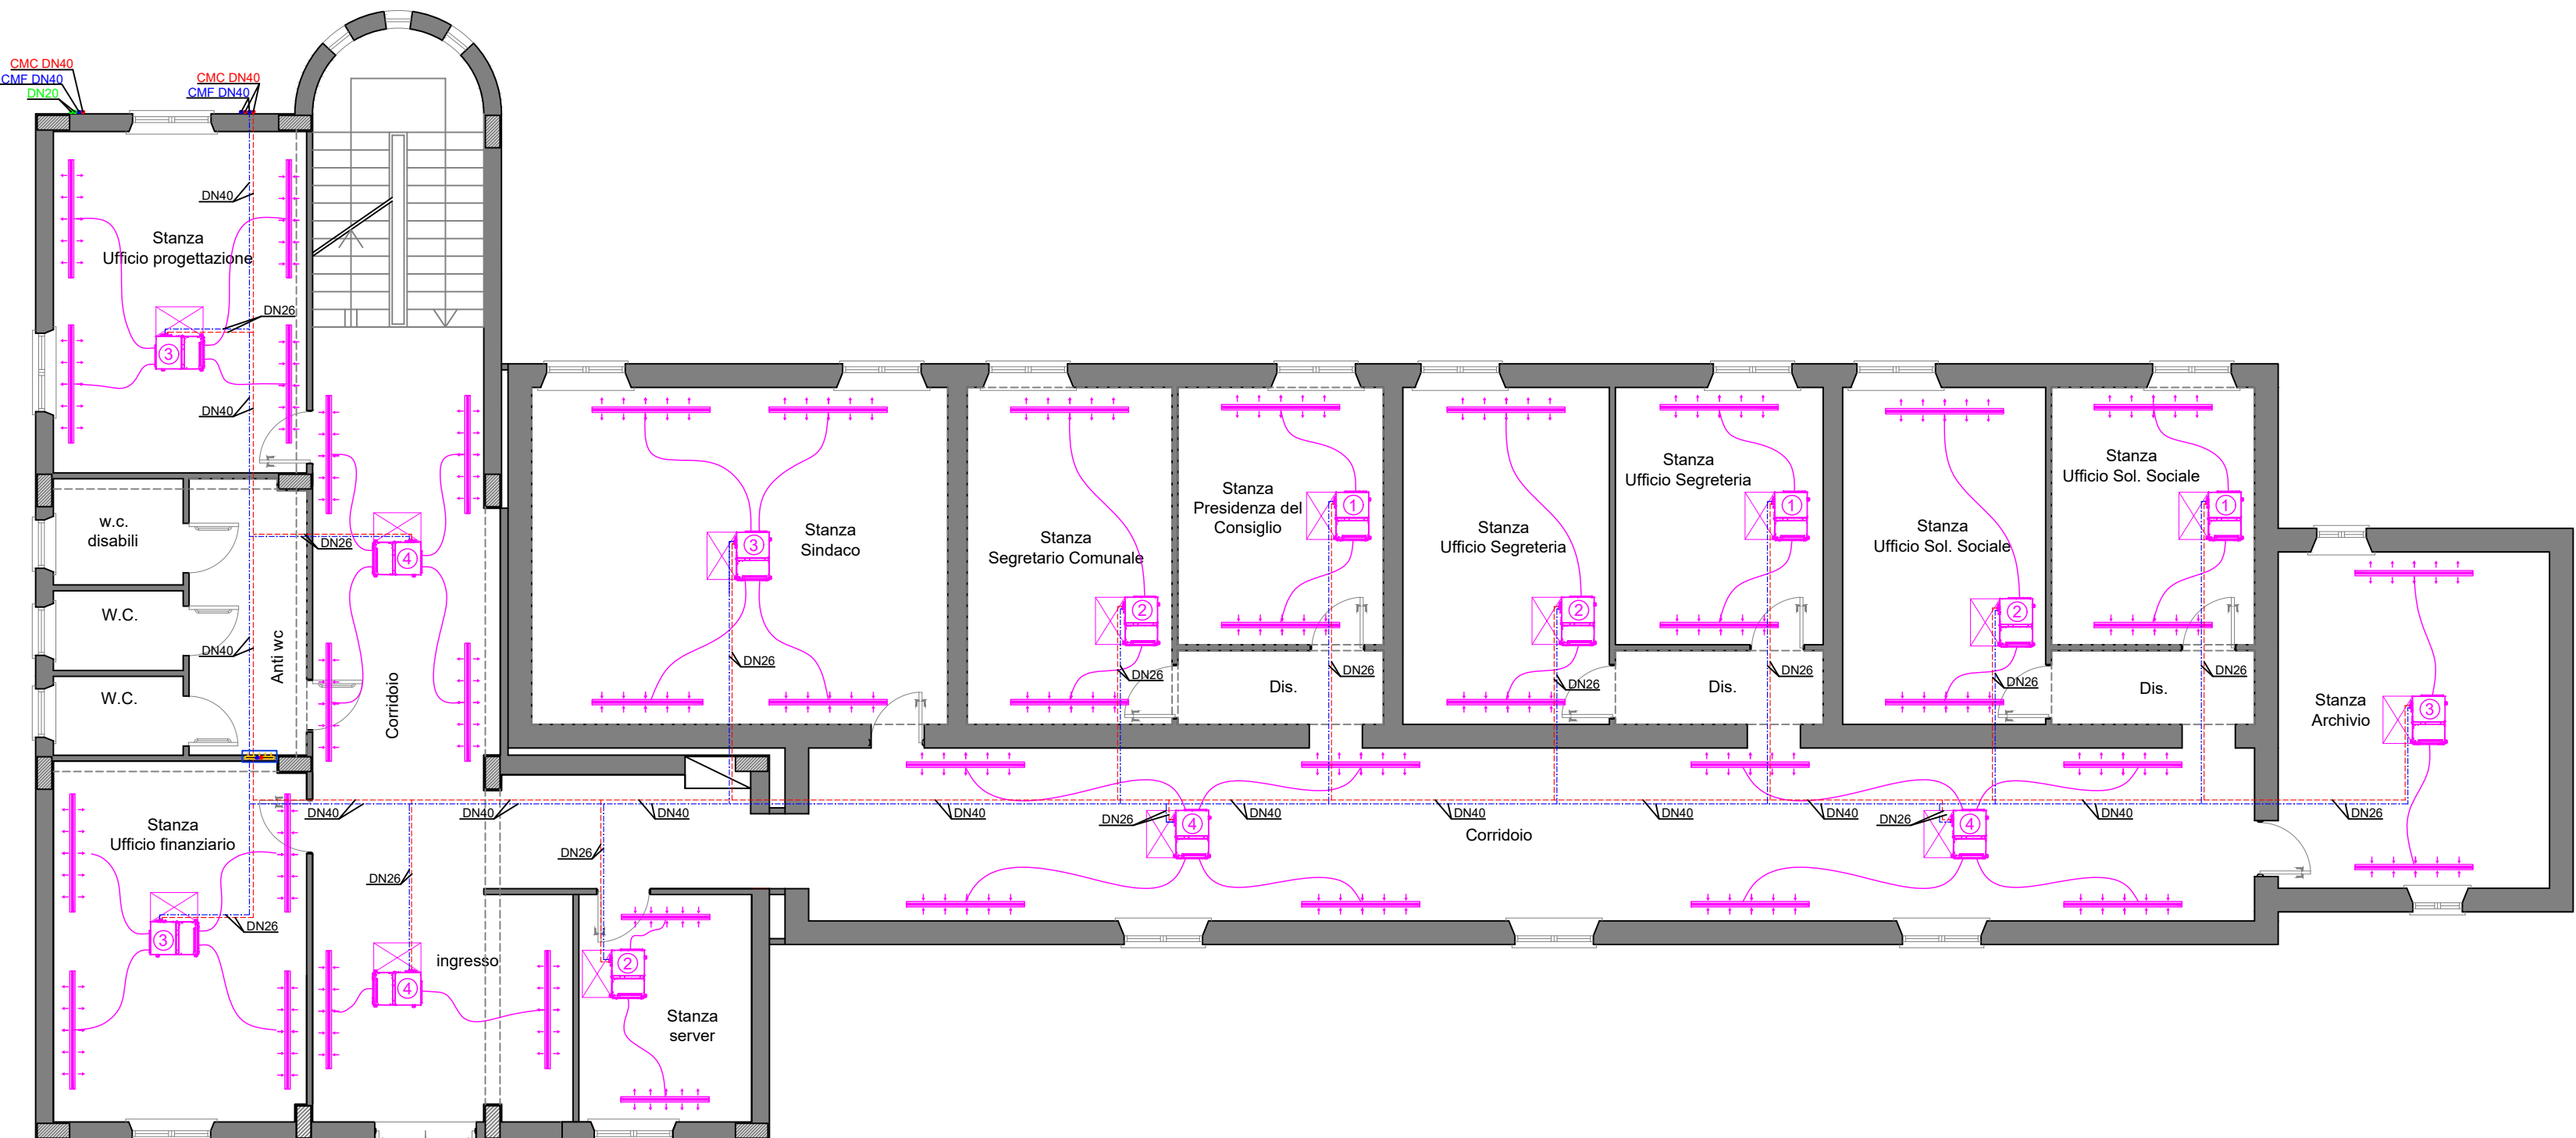 CMC DN40
CMF DN40
DN20
CMC DN40
CMF DN40
DN40
Stanza
Ufficio progettazione
DN26
3
DN40
w.c.
disabili
DN26
4
W.C.
DN40
Anti wc
W.C.
Corridoio
Stanza
Sindaco
3
DN26
Stanza
Segretario Comunale
2
DN26
Stanza
Presidenza del
Consiglio
1
DN26
Dis.
Stanza
Ufficio Segreteria
2
DN26
Stanza
Ufficio Segreteria
1
DN26
Dis.
Stanza
Ufficio Sol. Sociale
2
DN26
Stanza
Ufficio Sol. Sociale
1
DN26
Dis.
Stanza
Archivio
3
DN40
DN40
DN40
DN40
DN26
4
DN40
DN40
Corridoio
DN40
DN40
DN26
4
DN40
DN26
Stanza
Ufficio finanziario
DN26
3
DN26
ingresso
4
DN26
2
Stanza
server